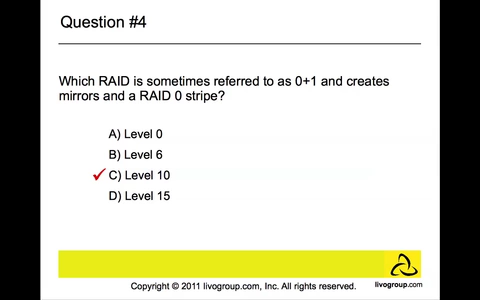 Question #4
Which RAID is sometimes referred to as 0+1 and creates
mirrors and a RAID 0 stripe?
A) Level 0
B) Level 6
C) Level 10
D) Level 15
livogroup.com
Copyright © 2011 livogroup.com, Inc. All rights reserved.